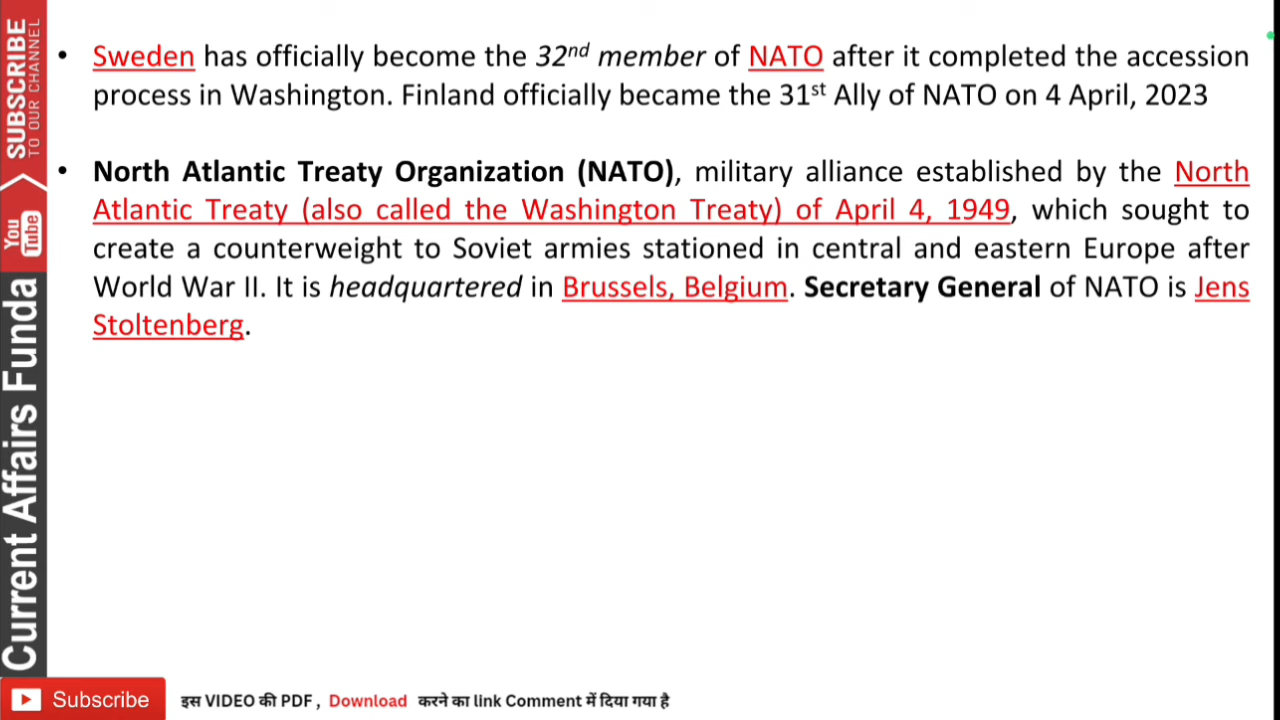 • Sweden has officially become the 32nd member of NATO after it completed the accession
process in Washington. Finland officially became the 31st Ally of NATO on 4 April, 2023
• North Atlantic Treaty Organization (NATO), military alliance established by the North
Atlantic Treaty (also called the Washington Treaty) of April 4, 1949, which sought to
create a counterweight to Soviet armies stationed in central and eastern Europe after
World War II. It is headquartered in Brussels, Belgium. Secretary General of NATO is Jens
Stoltenberg.
SUBSCRIBE
TO OUR CHANNEL
You Tube
Current Affairs Funda
Subscribe
इस VIDEO की PDF , Download करने का link Comment में दिया गया है